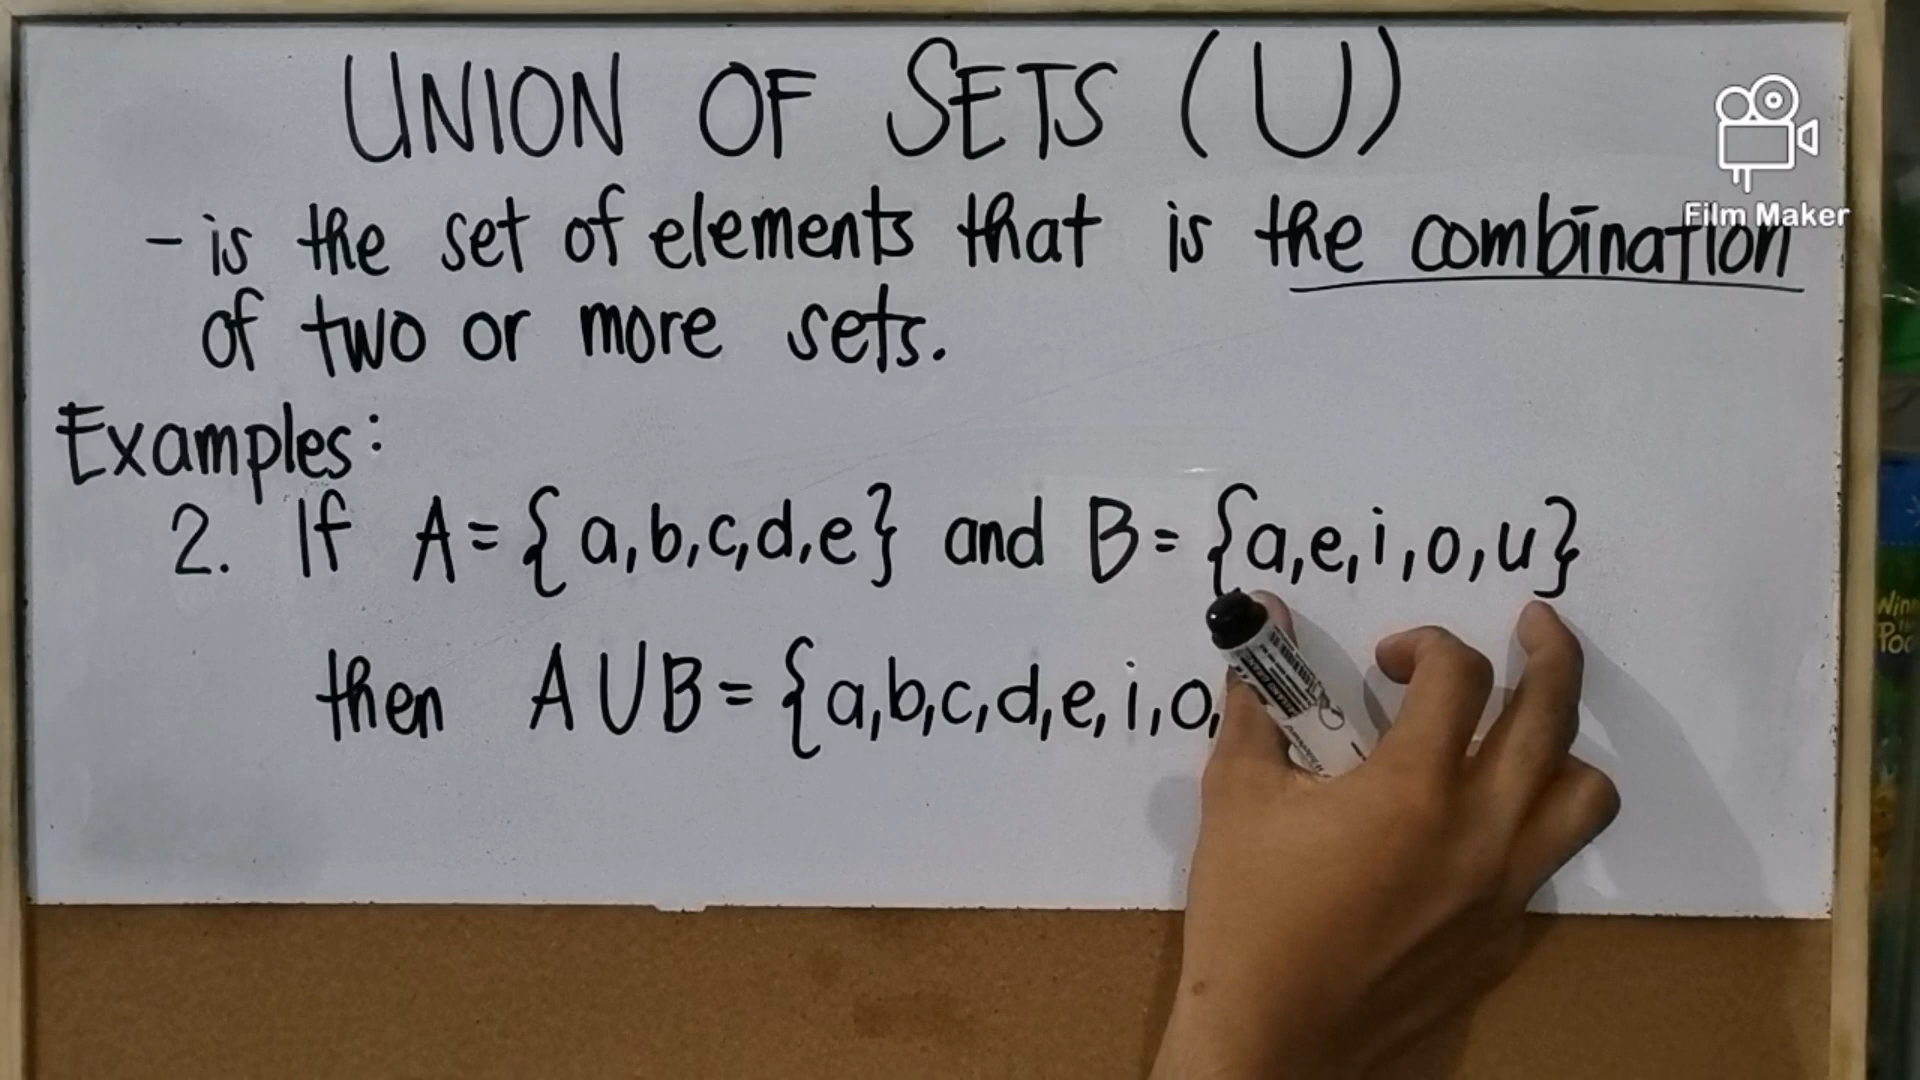 UNION OF SETS (U)
Film Maker
- is the set of elements that is the combination
of two or more sets.
Examples:
2. If A = { a, b, c, d, e } and B = { a, e, i, o, u }
then A U B = { a, b, c, d, e, i, o,